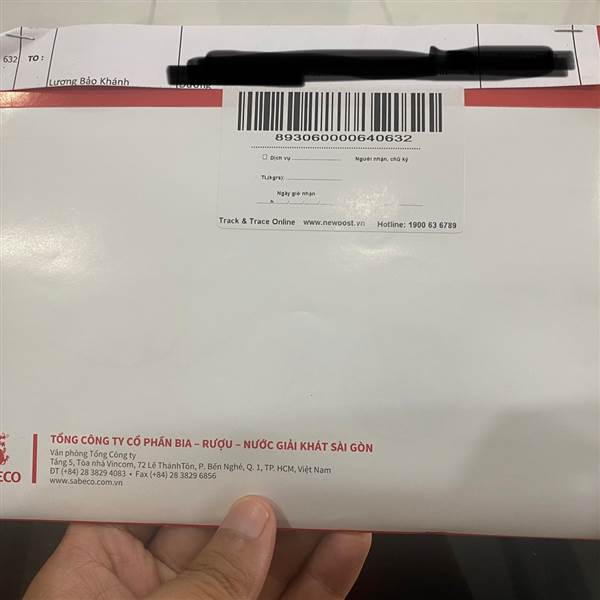 632 TO :
Lương Bảo Khánh
893060000640632
Dịch vụ Người nhận, chữ ký
TL(kgrs):
Ngày giờ nhận
h / /
Track & Trace Online www.newpost.vn Hotline: 1900 63 6789
TỔNG CÔNG TY CỔ PHẦN BIA – RƯỢU – NƯỚC GIẢI KHÁT SÀI GÒN
Văn phòng Tổng Công ty
Tầng 5, Tòa nhà Vincom, 72 Lê ThánhTôn, P. Bến Nghé, Q. 1, TP. HCM, Việt Nam
ĐT (+84) 28 3829 4083 • Fax (+84) 28 3829 6856
www.sabeco.com.vn
ECO